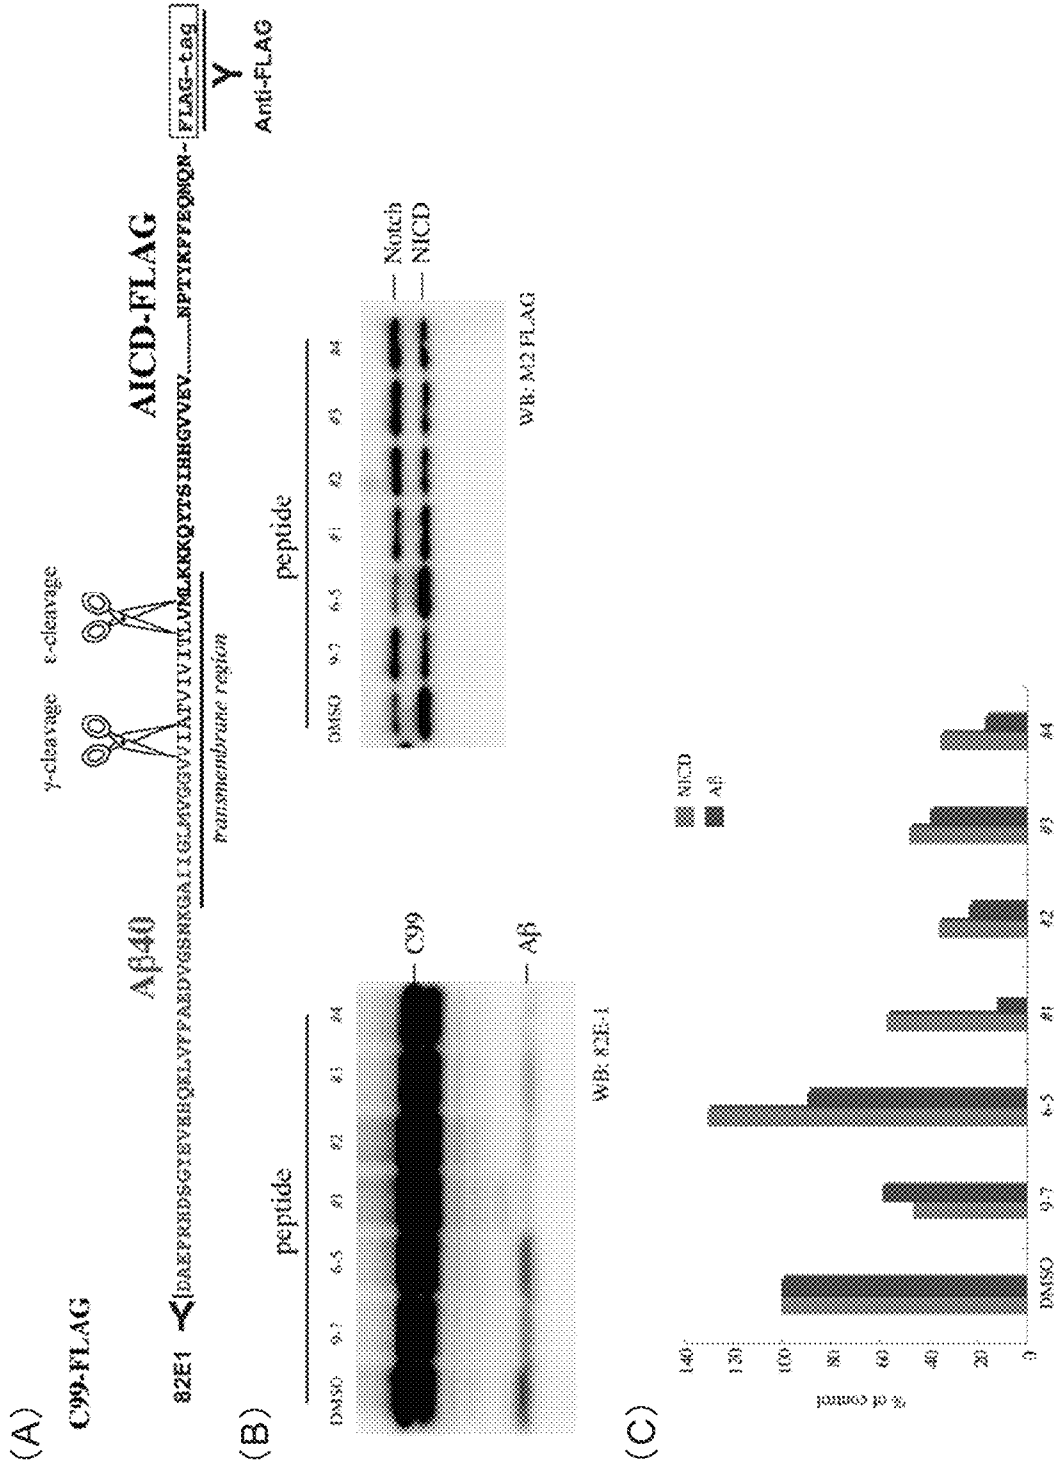 (A)
C99-FLAG
γ-cleavage ε-cleavage
Aβ40
AICD-FLAG
82E1
FLAG-tag
transmembrane region
Anti-FLAG
(B)
peptide
DMSO 9-7 6-5 #1 #2 #3 #4
C99
Aβ
WB: 82E-1
peptide
DMSO 9-7 6-5 #1 #2 #3 #4
Notch
NICD
WB: M2 FLAG
(C)
% of control
140
120
100
80
60
40
20
0
NICD
Aβ
DMSO 9-7 6-5 #1 #2 #3 #4